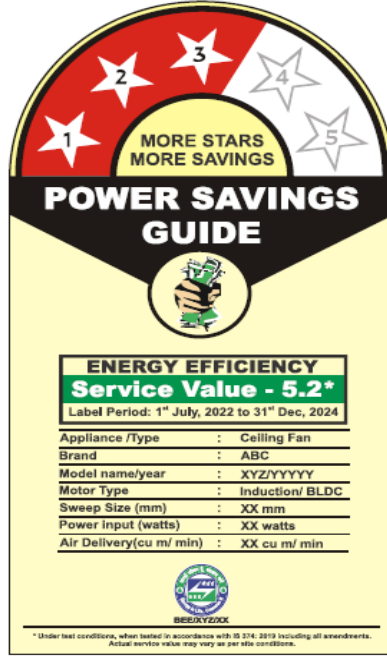 1
2
3
4
5
MORE STARS
MORE SAVINGS
POWER SAVINGS
GUIDE
ENERGY EFFICIENCY
Service Value - 5.2*
Label Period: 1st July, 2022 to 31st Dec, 2024
Appliance /Type : Ceiling Fan
Brand : ABC
Model name/year : XYZ/YYYYY
Motor Type : Induction/ BLDC
Sweep Size (mm) : XX mm
Power input (watts) : XX watts
Air Delivery(cu m/ min) : XX cu m/ min
BEE/XYZ/XX
* Under test conditions, when tested in accordance with IS 374: 2019 including all amendments.
Actual service value may vary as per site conditions.